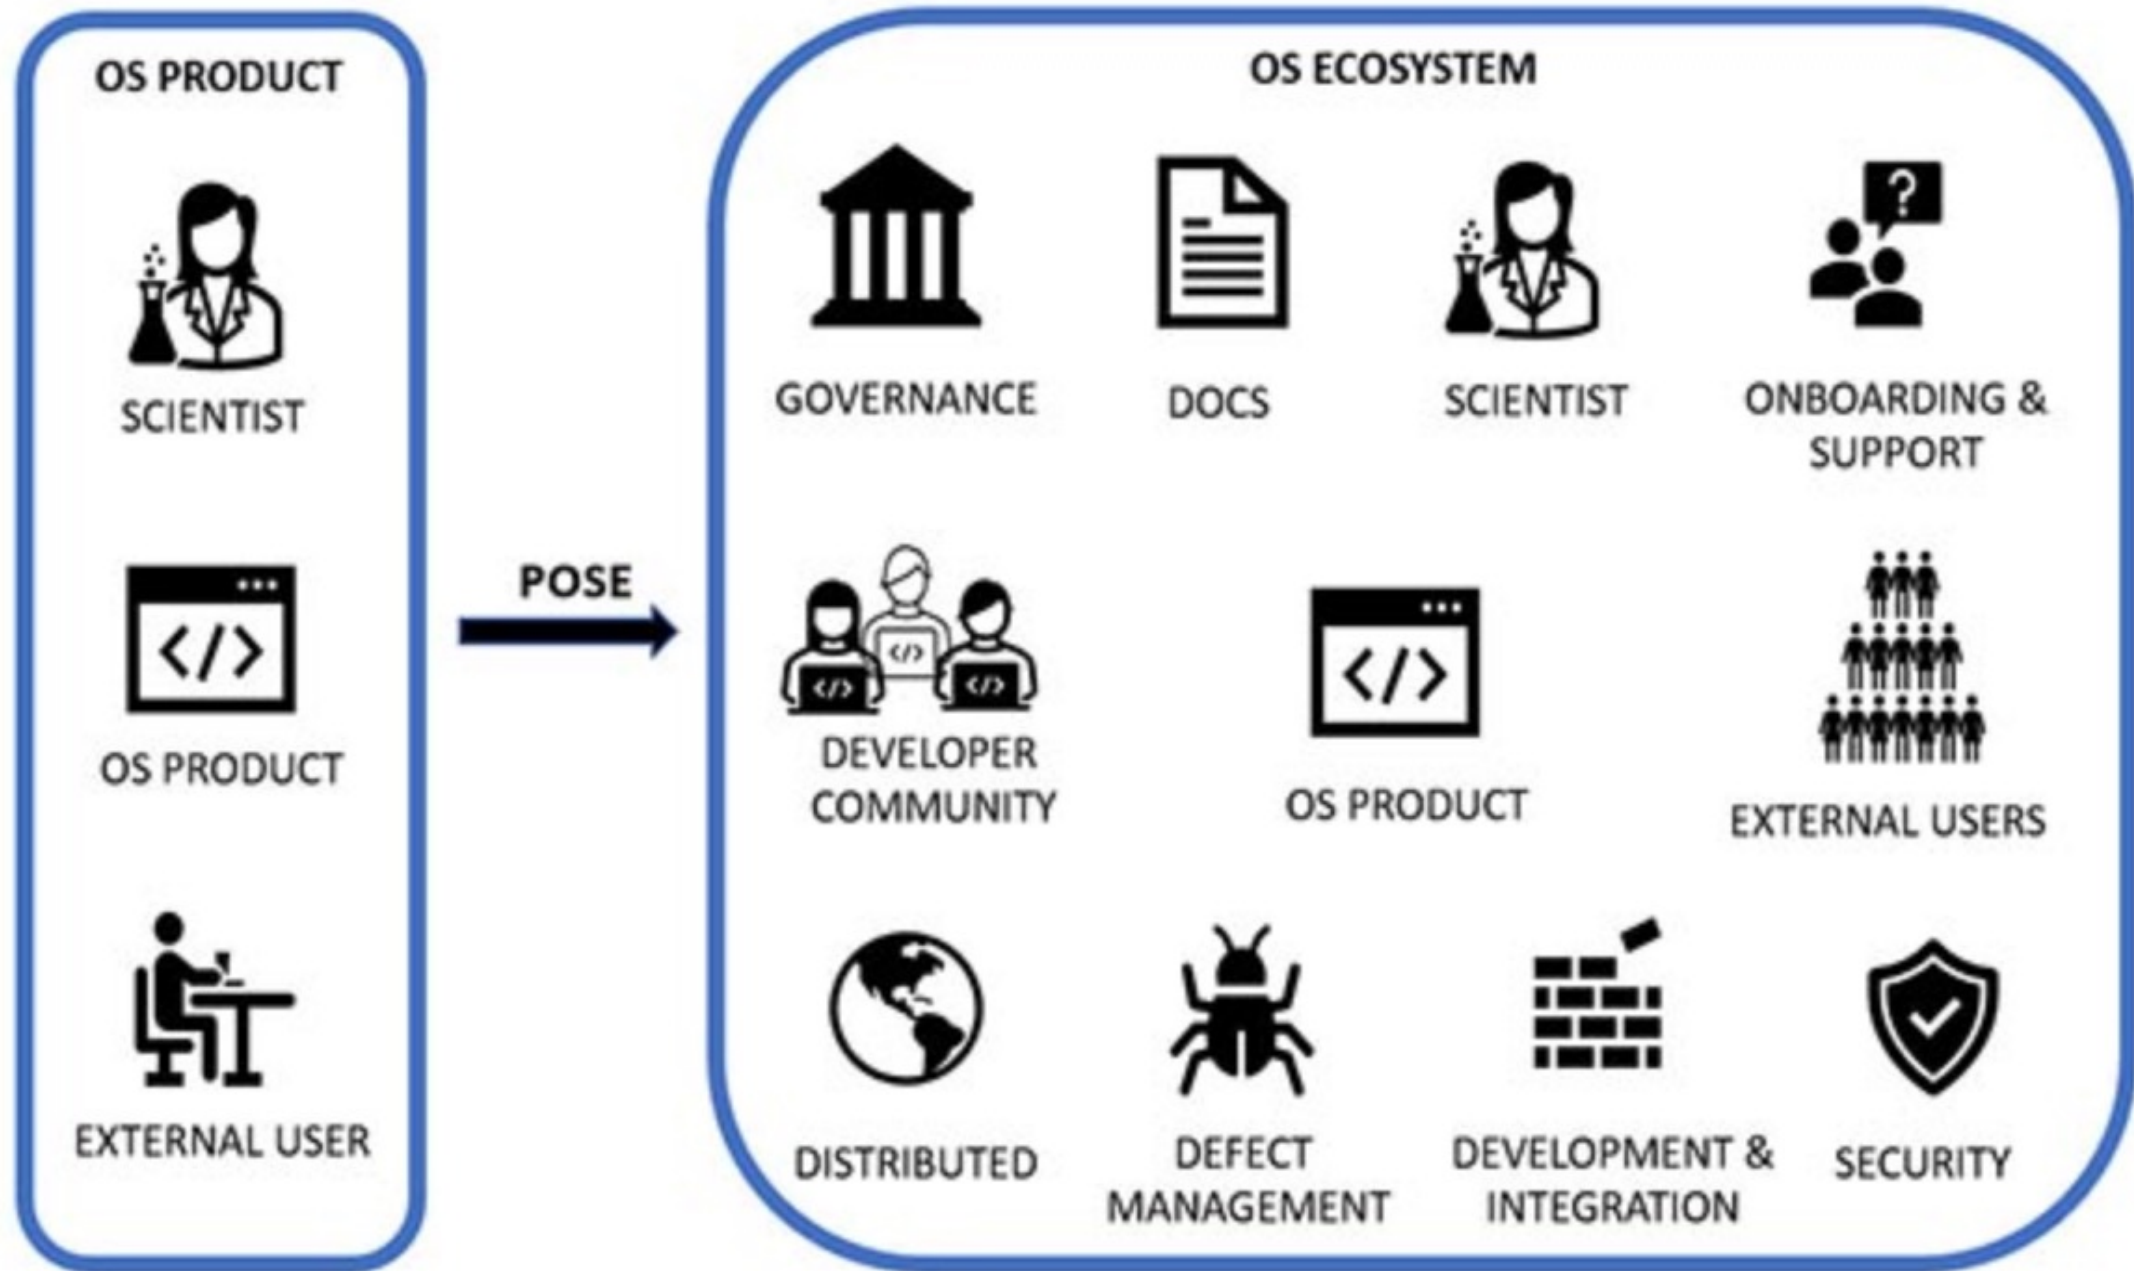 OS PRODUCT
SCIENTIST
</>
OS PRODUCT
EXTERNAL USER
POSE
OS ECOSYSTEM
?
GOVERNANCE
DOCS
SCIENTIST
ONBOARDING &
SUPPORT
</>
</>
</>
DEVELOPER
COMMUNITY
</>
OS PRODUCT
EXTERNAL USERS
DISTRIBUTED
DEFECT
MANAGEMENT
DEVELOPMENT &
INTEGRATION
SECURITY